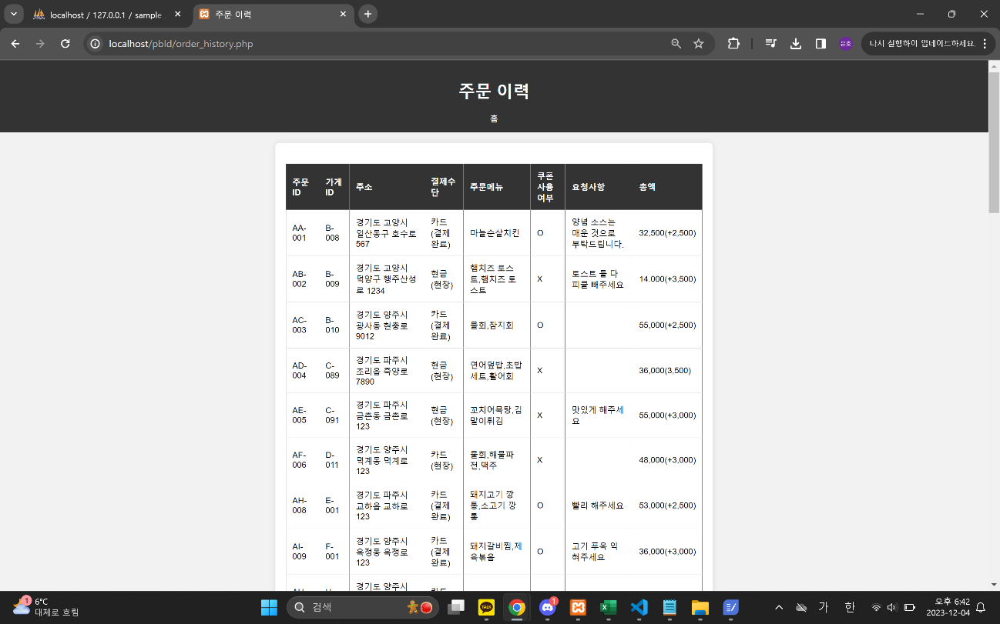 localhost / 127.0.0.1 / sample
주문 이력
localhost/pbld/order_history.php
은호
다시 실행하여 업데이트하세요.
주문 이력
홈
주문 ID
가게 ID
주소
결제수단
주문메뉴
쿠폰 사용 여부
요청사항
총액
AA-001
B-008
경기도 고양시 일산동구 호수로 567
카드(결제완료)
마늘순살치킨
O
양념 소스는 매운 것으로 부탁드립니다.
32,500(+2,500)
AB-002
B-009
경기도 고양시 덕양구 행주산성로 1234
현금(현장)
햄치즈 토스트,햄치즈 토스트
X
토스트 둘 다 피클 빼주세요
14.000(+3,500)
AC-003
B-010
경기도 양주시 광사동 현충로 9012
카드(결제완료)
물회,참치회
O
55,000(+2,500)
AD-004
C-089
경기도 파주시 조리읍 죽양로 7890
현금(현장)
연어덮밥,초밥세트,활어회
X
36,000(3,500)
AE-005
C-091
경기도 파주시 금촌동 금촌로 123
현금(현장)
꼬치어묵탕,김말이튀김
X
맛있게 해주세요
55,000(+3,000)
AF-006
D-011
경기도 양주시 덕계동 덕계로 123
카드(현장)
물회,해물파전,맥주
X
48,000(+3,000)
AH-008
E-001
경기도 파주시 교하읍 교하로 123
카드(결제완료)
돼지고기 짱통,소고기 짱통
O
빨리 해주세요
53,000(+2,500)
AI-009
F-001
경기도 양주시 옥정동 옥정로 123
카드(결제완료)
돼지갈비찜,제육볶음
O
고기 푸욱 익혀주세요
36,000(+3,000)
경기도 양주시
카드
1
6°C
대체로 흐림
검색
TALK
1
가
한
오후 6:42
2023-12-04